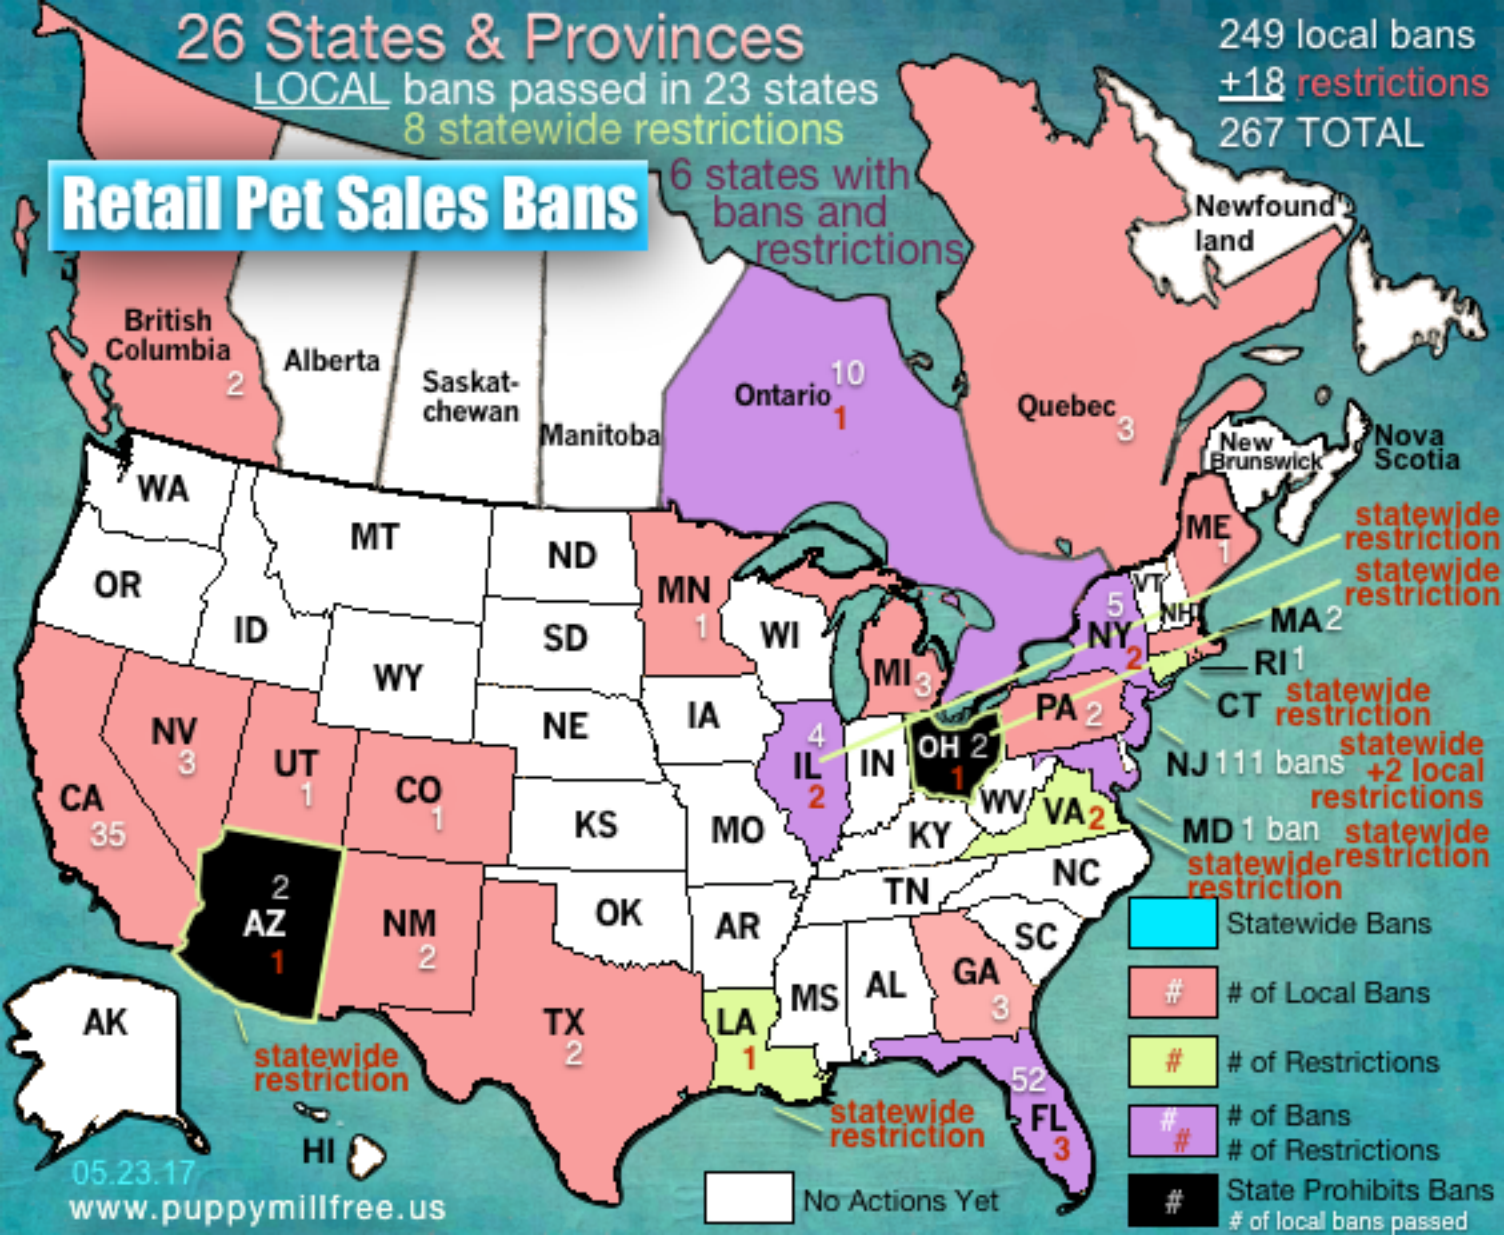 26 States & Provinces
LOCAL bans passed in 23 states
8 statewide restrictions
249 local bans
+18 restrictions
267 TOTAL
Retail Pet Sales Bans
6 states with
bans and
restrictions
Newfound
land
British
Columbia
2
Alberta
Saskat-
chewan
Manitoba
Ontario
10
1
Quebec
3
New
Brunswick
Nova
Scotia
WA
MT
ND
MN
1
OR
ID
SD
WI
WY
MI 3
ME
1
VT
NH
5
NY
2
statewide
restriction
statewide
restriction
MA 2
RI 1
CT
statewide
restriction
NV
3
UT
1
CO
1
NE
IA
4
IL
2
IN
OH 2
1
PA 2
NJ 111 bans
statewide
+2 local
restrictions
CA
35
KS
MO
KY
WV
VA 2
MD 1 ban
statewide
restriction
statewide
restriction
2
AZ
1
NM
2
OK
AR
TN
NC
SC
TX
2
LA
1
MS
AL
GA
3
52
FL
3
AK
HI
statewide
restriction
statewide
restriction
Statewide Bans
# # of Local Bans
# # of Restrictions
# # of Bans
# # of Restrictions
# State Prohibits Bans
# of local bans passed
No Actions Yet
05.23.17
www.puppymillfree.us